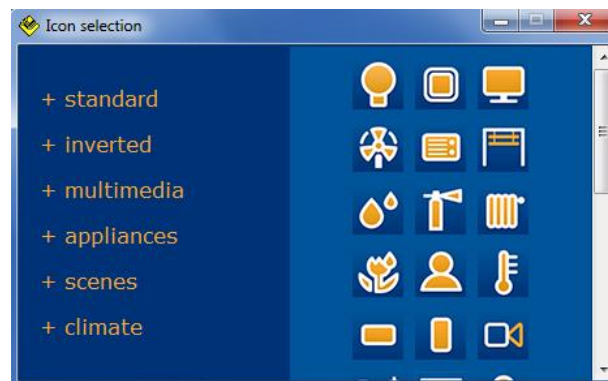 Icon selection
+ standard
+ inverted
+ multimedia
+ appliances
+ scenes
+ climate